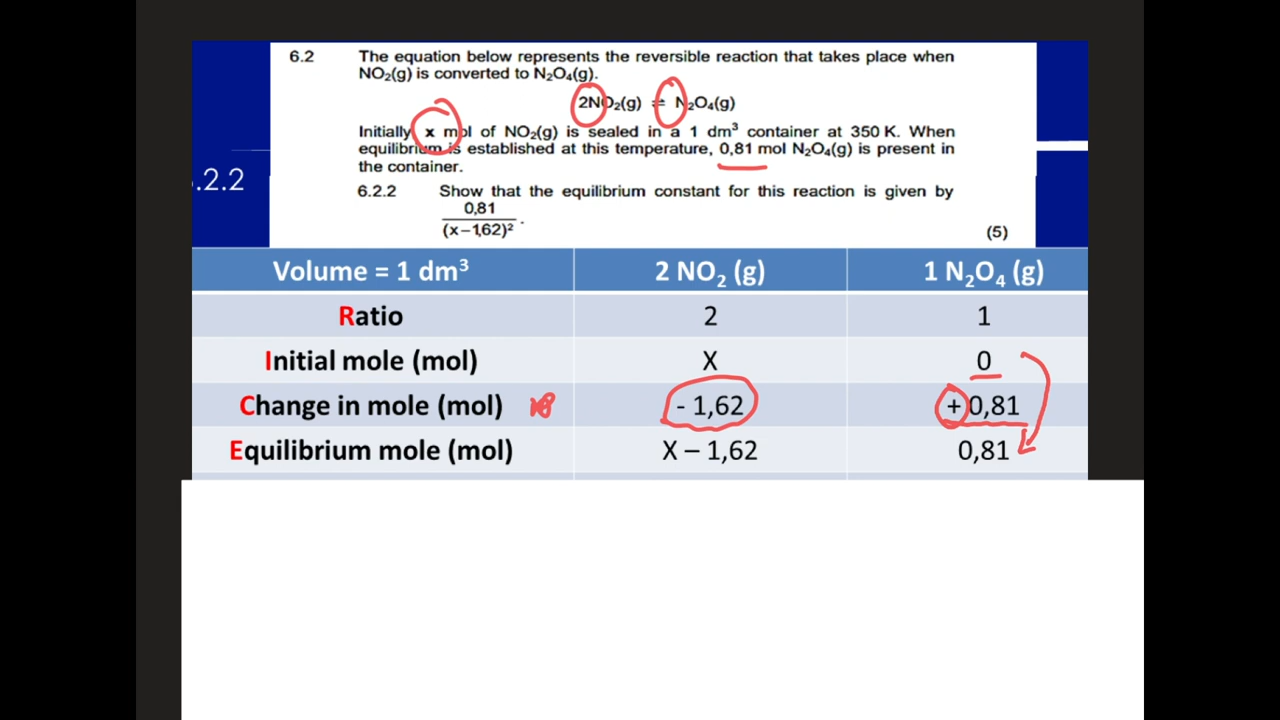 6.2 The equation below represents the reversible reaction that takes place when
NO₂(g) is converted to N₂O₄(g).
2NO₂(g) ⇌ N₂O₄(g)
Initially x mol of NO₂(g) is sealed in a 1 dm³ container at 350 K. When
equilibrium is established at this temperature, 0,81 mol N₂O₄(g) is present in
the container.
.2.2
6.2.2 Show that the equilibrium constant for this reaction is given by
0,81
(x−1,62)² .
(5)
Volume = 1 dm³ 2 NO₂ (g) 1 N₂O₄ (g)
Ratio 2 1
Initial mole (mol) X 0
Change in mole (mol) - 1,62 + 0,81
Equilibrium mole (mol) X – 1,62 0,81